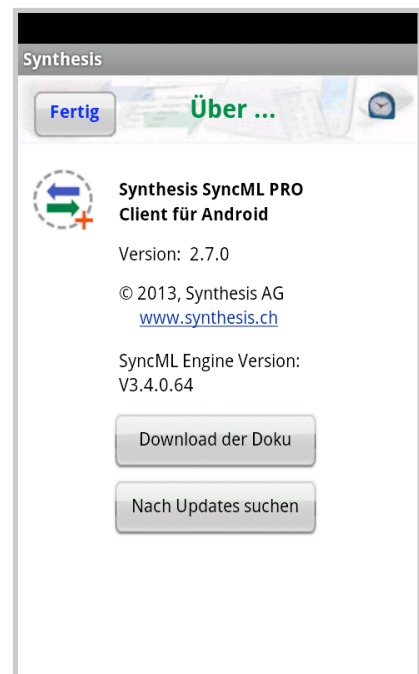 Synthesis
Fertig
Über ...
Synthesis SyncML PRO
Client für Android
Version: 2.7.0
© 2013, Synthesis AG
www.synthesis.ch
SyncML Engine Version:
V3.4.0.64
Download der Doku
Nach Updates suchen